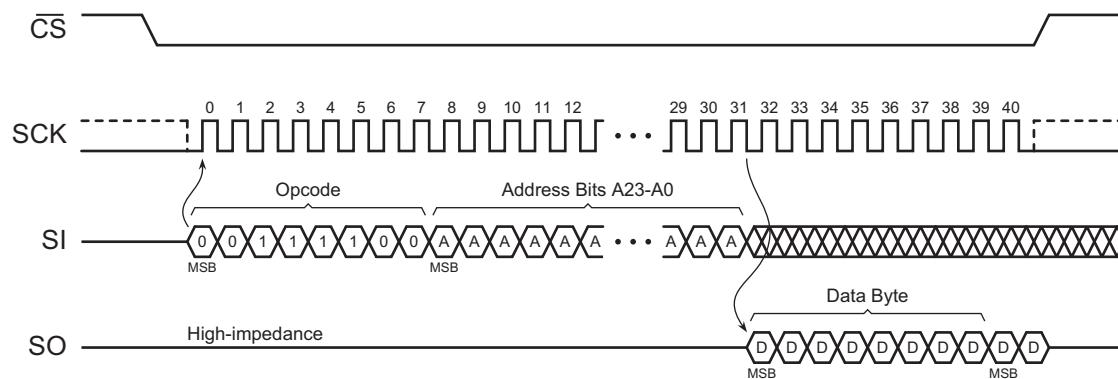 CS
0 1 2 3 4 5 6 7 8 9 10 11 12 29 30 31 32 33 34 35 36 37 38 39 40
SCK
Opcode Address Bits A23-A0
SI 0 0 1 1 1 1 0 0 A A A A A A A A A
MSB MSB
Data Byte
High-impedance
SO D D D D D D D D D D
MSB MSB